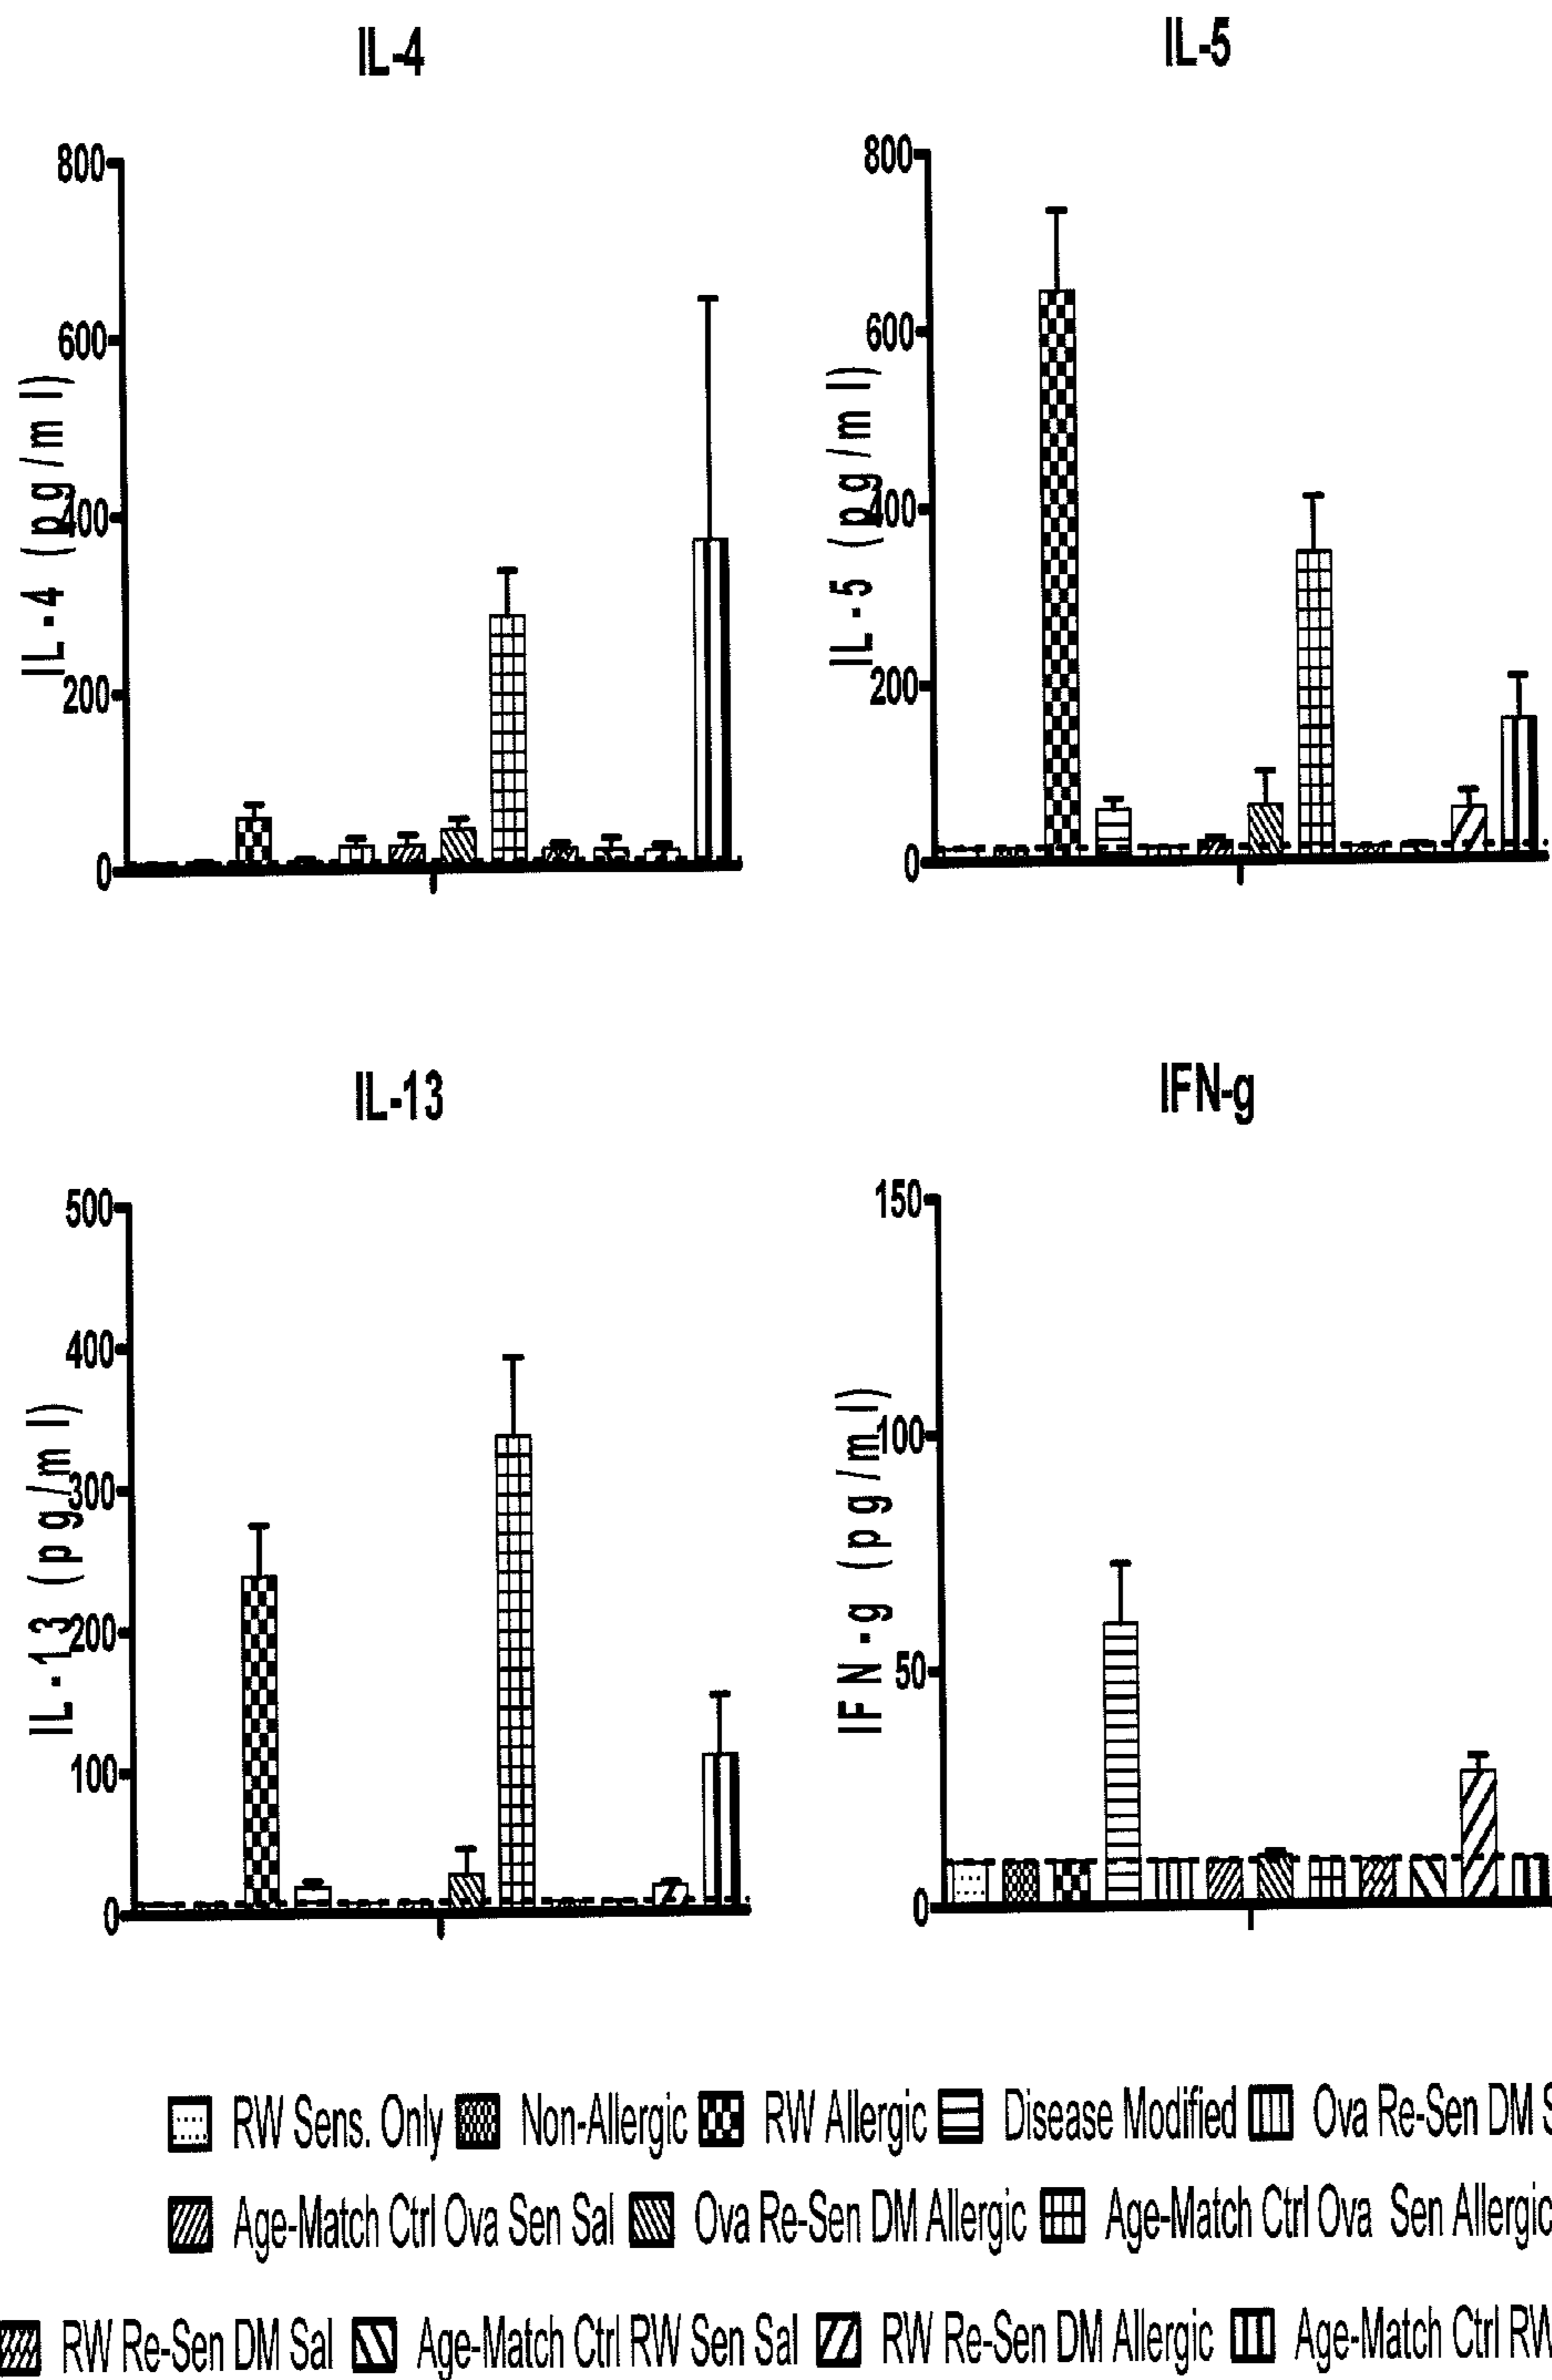 IL-4
IL-5
800
600
400
200
0
IL-4 (pg/ml)
800
600
400
200
0
IL-5 (pg/ml)
IL-13
IFN-g
500
400
300
200
100
0
IL-13 (pg/ml)
150
100
50
0
IFN-g (pg/ml)
RW Sens. Only Non-Allergic RW Allergic Disease Modified Ova Re-Sen DM S
Age-Match Ctrl Ova Sen Sal Ova Re-Sen DM Allergic Age-Match Ctrl Ova Sen Allergic
RW Re-Sen DM Sal Age-Match Ctrl RW Sen Sal RW Re-Sen DM Allergic Age-Match Ctrl RW